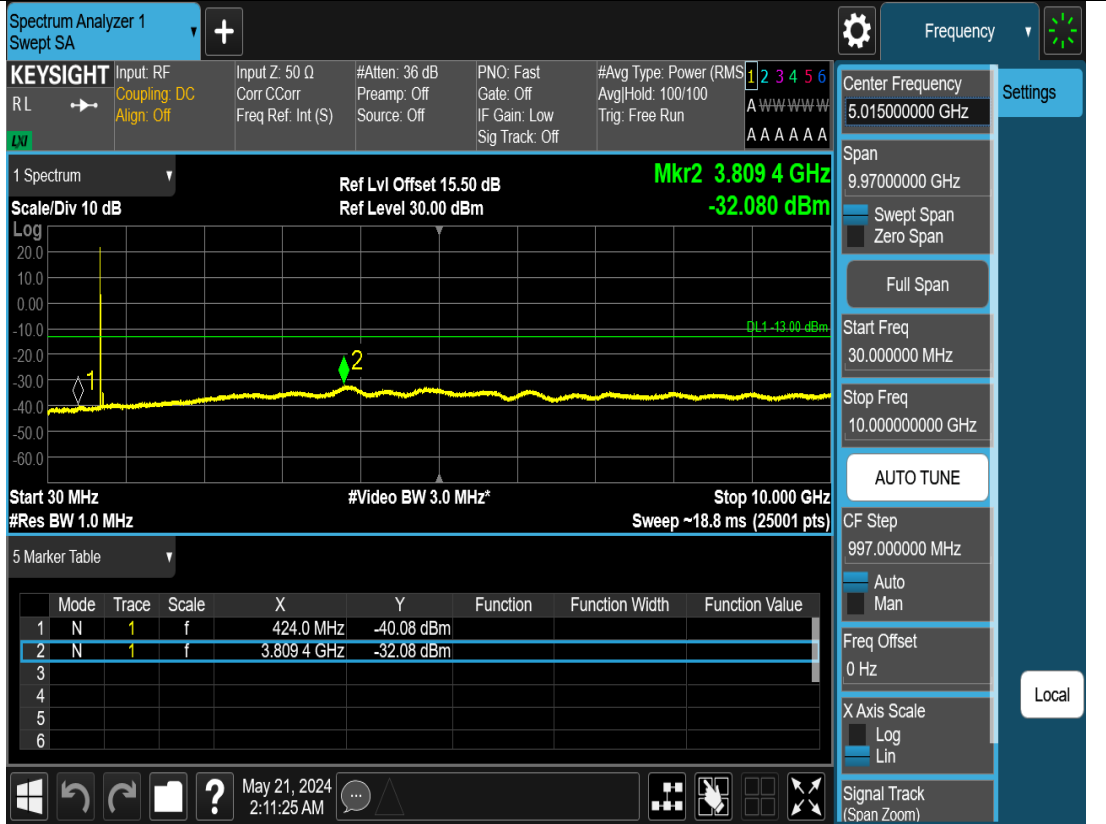 Spectrum Analyzer 1
Swept SA
+
Frequency
KEYSIGHT
RL
LXI
Input: RF
Coupling: DC
Align: Off
Input Z: 50 Ω
Corr CCorr
Freq Ref: Int (S)
#Atten: 36 dB
Preamp: Off
Source: Off
PNO: Fast
Gate: Off
IF Gain: Low
Sig Track: Off
#Avg Type: Power (RMS
Avg|Hold: 100/100
Trig: Free Run
1 2 3 4 5 6
A W W W W W
A A A A A A
Center Frequency
5.015000000 GHz
Settings
Span
9.97000000 GHz
Swept Span
Zero Span
Full Span
Start Freq
30.000000 MHz
Stop Freq
10.000000000 GHz
AUTO TUNE
CF Step
997.000000 MHz
Auto
Man
Freq Offset
0 Hz
X Axis Scale
Log
Lin
Signal Track
(Span Zoom)
Local
1 Spectrum
Scale/Div 10 dB
Ref Lvl Offset 15.50 dB
Ref Level 30.00 dBm
Mkr2 3.809 4 GHz
-32.080 dBm
Log
20.0
10.0
0.00
-10.0
-20.0
-30.0
-40.0
-50.0
-60.0
DL1 -13.00 dBm
1
2
Start 30 MHz
#Video BW 3.0 MHz*
Stop 10.000 GHz
#Res BW 1.0 MHz
Sweep ~18.8 ms (25001 pts)
5 Marker Table
Mode Trace Scale X Y Function Function Width Function Value
1 N 1 f 424.0 MHz -40.08 dBm
2 N 1 f 3.809 4 GHz -32.08 dBm
3
4
5
6
?
May 21, 2024
2:11:25 AM